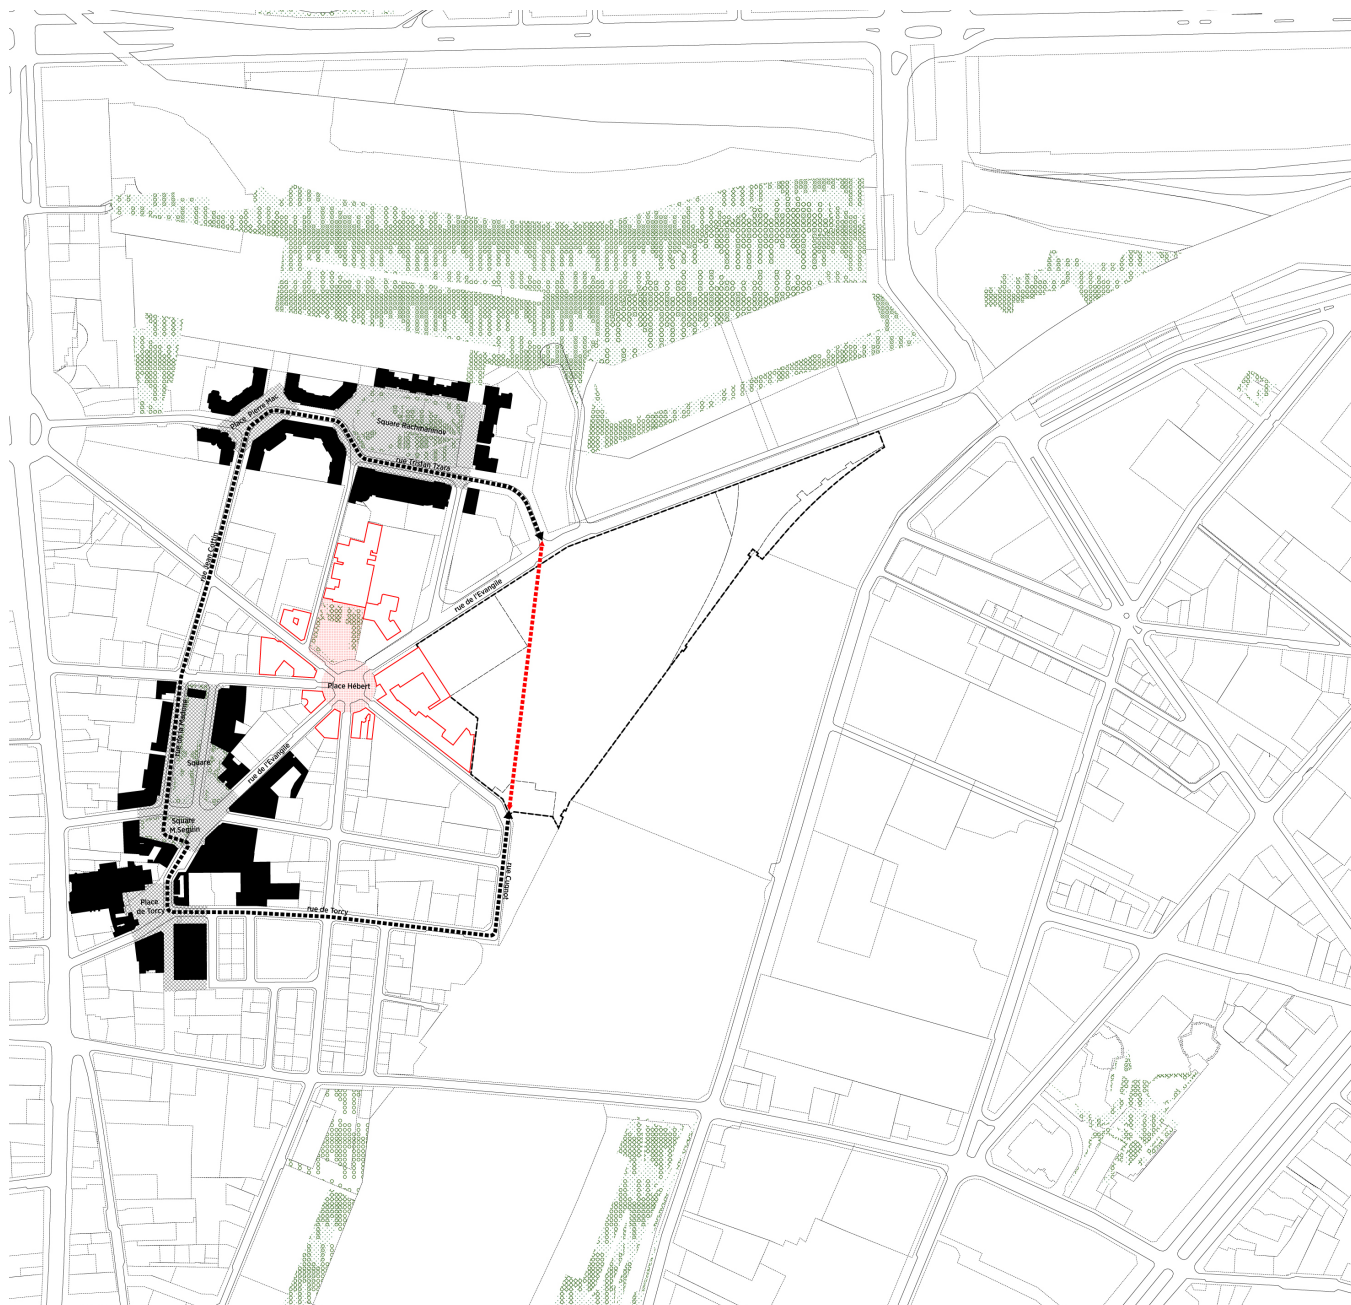 Place Pierre Mac
Square Rachmaninov
rue Tristan Tzara
rue Jean Cottin
rue de l'Evangile
Place Hébert
Square
rue de l'Evangile
Square
M.Seguin
Place
de Torcy
rue de Torcy
rue Cugnot